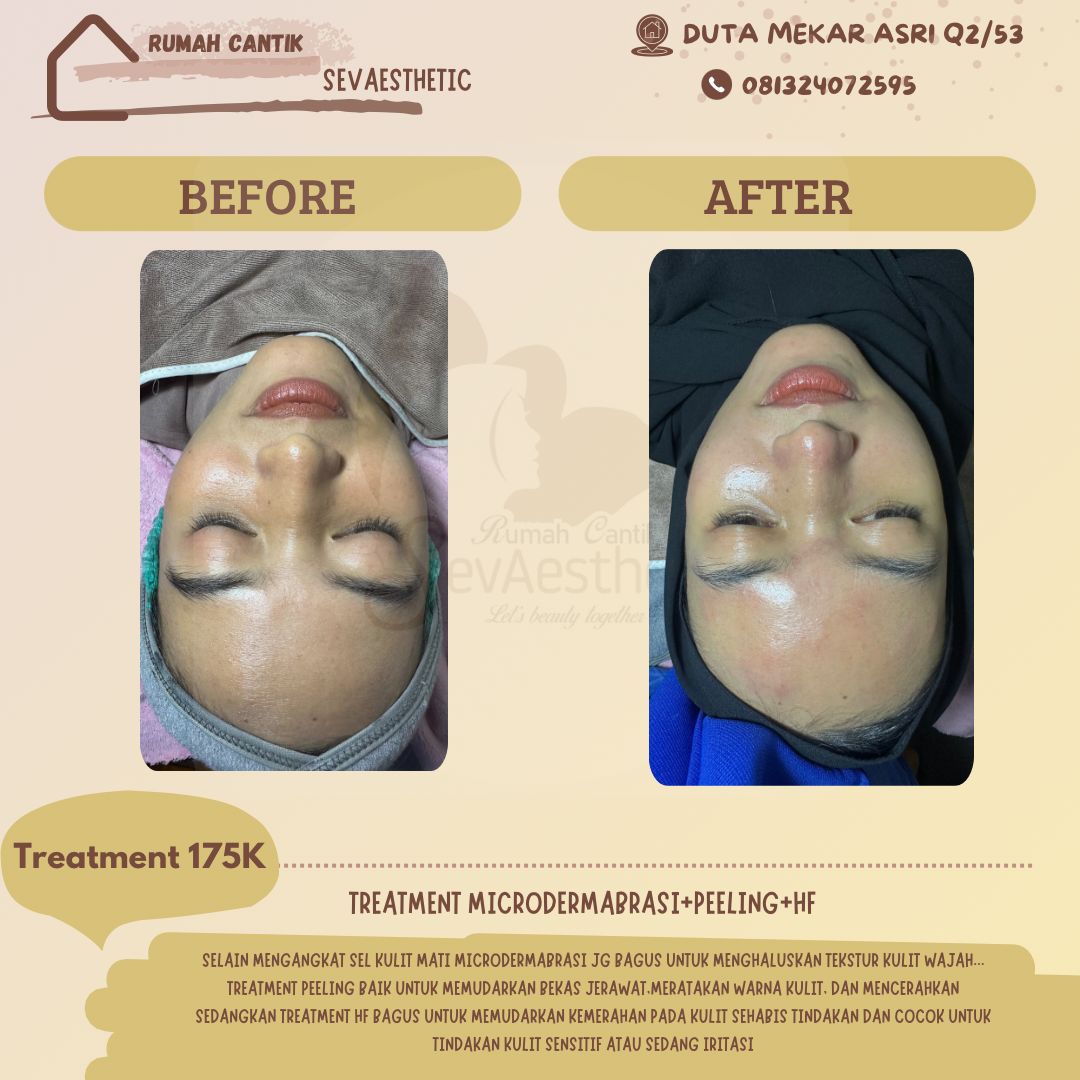 RUMAH CANTIK
SEVAESTHETIC
DUTA MEKAR ASRI Q2/53
081324072595
BEFORE
AFTER
Rumah Cantik
SevAesth
Let's beauty together
Treatment 175K
TREATMENT MICRODERMABRASI+PEELING+HF
SELAIN MENGANGKAT SEL KULIT MATI MICRODERMABRASI JG BAGUS UNTUK MENGHALUSKAN TEKSTUR KULIT WAJAH...
TREATMENT PEELING BAIK UNTUK MEMUDARKAN BEKAS JERAWAT.MERATAKAN WARNA KULIT, DAN MENCERAHKAN
SEDANGKAN TREATMENT HF BAGUS UNTUK MEMUDARKAN KEMERAHAN PADA KULIT SEHABIS TINDAKAN DAN COCOK UNTUK
TINDAKAN KULIT SENSITIF ATAU SEDANG IRITASI